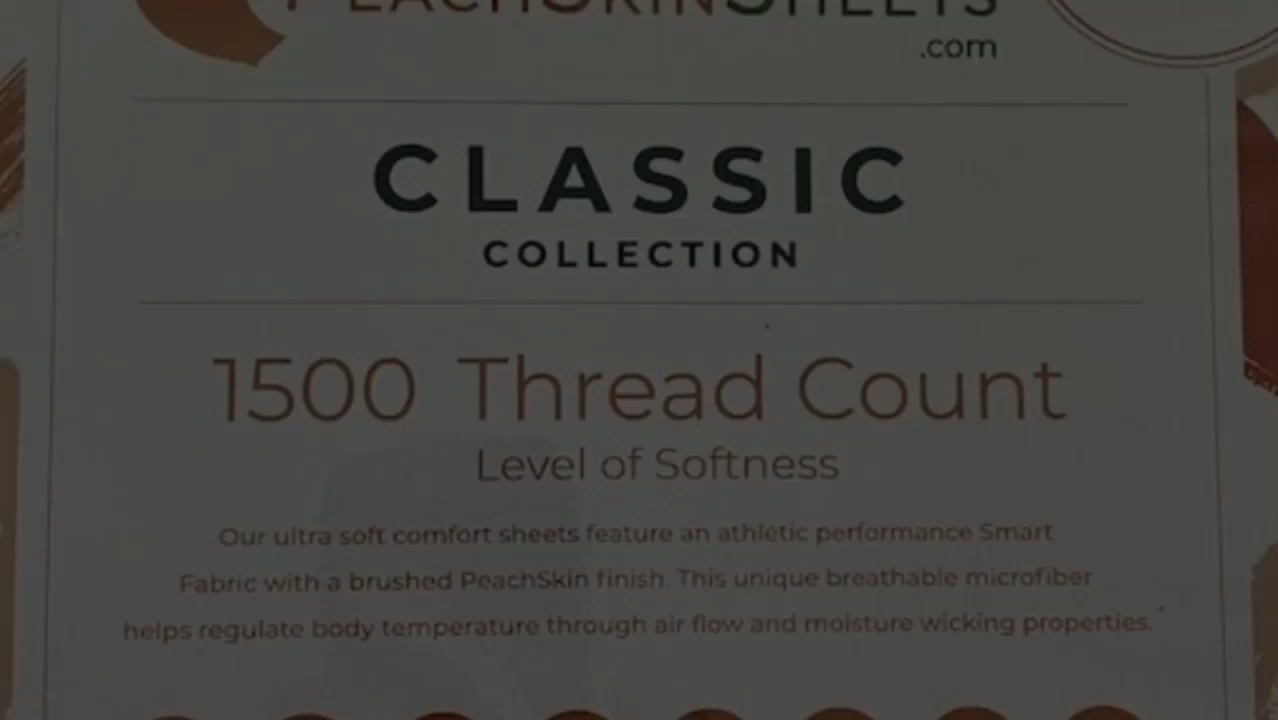 PEACHSKINSHEETS
.com
CLASSIC
COLLECTION
1500 Thread Count
Level of Softness
Our ultra soft comfort sheets feature an athletic performance Smart
Fabric with a brushed PeachSkin finish. This unique breathable microfiber
helps regulate body temperature through air flow and moisture wicking properties.